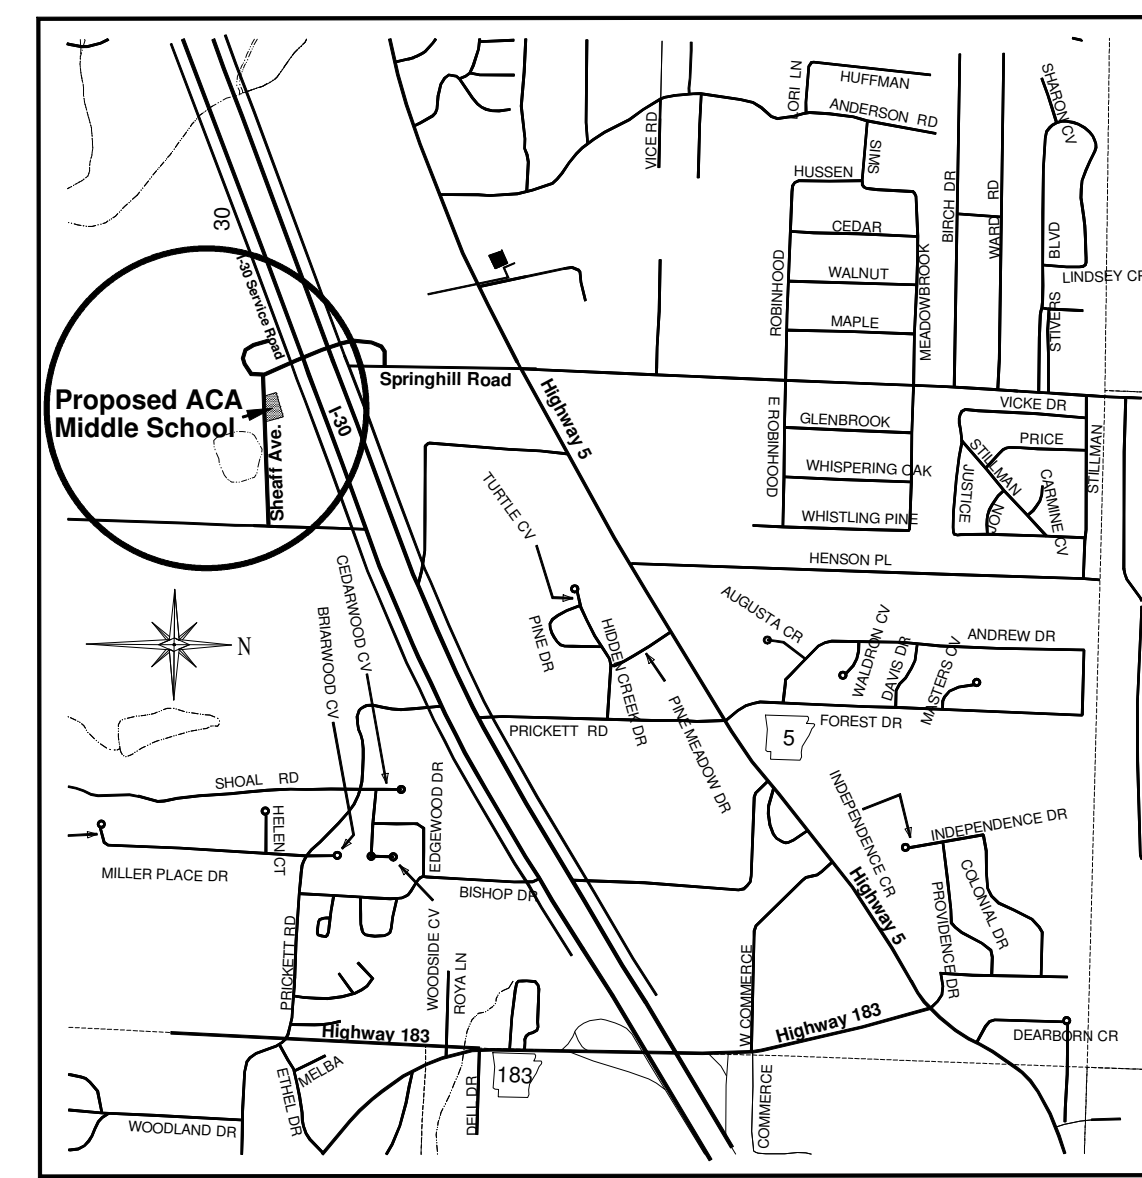 HUFFMAN
LORI LN
ANDERSON RD
SHARON CV
VICE RD
SIMS
HUSSEN
BIRCH DR
WARD RD
BLVD
30
CEDAR
I-30 Service Road
WALNUT
ROBINHOOD
MEADOWBROOK
LINDSEY CR
MAPLE
STIVERS
Springhill Road
Proposed ACA
Middle School
Sheaff Ave.
I-30
Highway 5
E ROBINHOOD
GLENBROOK
WHISPERING OAK
WHISTLING PINE
VICKE DR
PRICE
STILLMAN
STILLMAN
JUSTICE
CARMINE CV
TURTLE CV
HENSON PL
CEDARWOOD CV
BRIARWOOD CV
N
PINE DR
HIDDEN CREEK DR
AUGUSTA CR
WALDRON CV
DAVIS DR
MASTERS CV
ANDREW DR
PINE MEADOW DR
PRICKETT RD
FOREST DR
5
SHOAL RD
EDGEWOOD DR
HELEN CT
INDEPENDENCE CR
INDEPENDENCE DR
MILLER PLACE DR
BISHOP DR
Highway 5
COLONIAL DR
PROVIDENCE DR
PRICKETT RD
WOODSIDE CV
ROYA LN
W COMMERCE
Highway 183
Highway 183
DEARBORN CR
MELBA
ETHEL DR
183
DELL DR
COMMERCE
WOODLAND DR